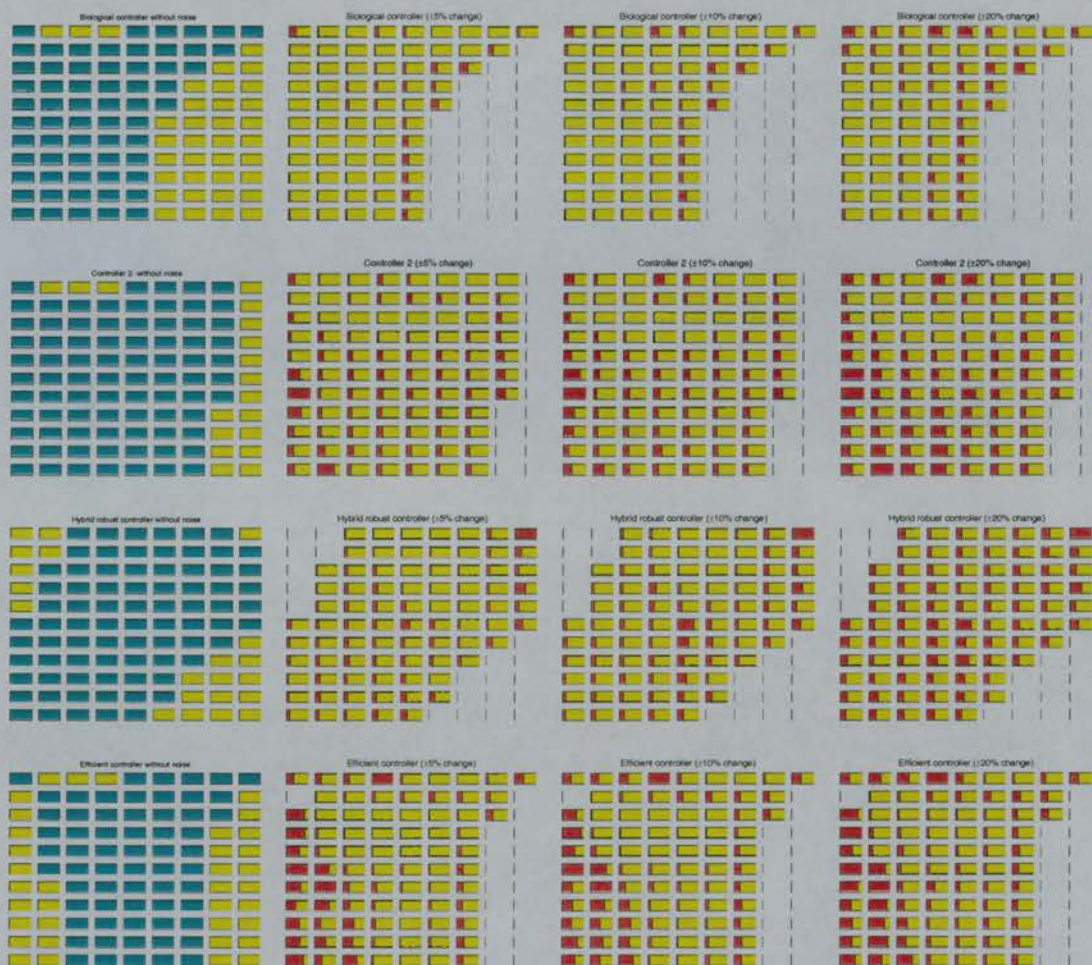 Biological controller without noise
Biological controller (±5% change)
Biological controller (±10% change)
Biological controller (±20% change)
Controller 2 without noise
Controller 2 (±5% change)
Controller 2 (±10% change)
Controller 2 (±20% change)
Hybrid robust controller without noise
Hybrid robust controller (±5% change)
Hybrid robust controller (±10% change)
Hybrid robust controller (±20% change)
Efficient controller without noise
Efficient controller (±5% change)
Efficient controller (±10% change)
Efficient controller (±20% change)